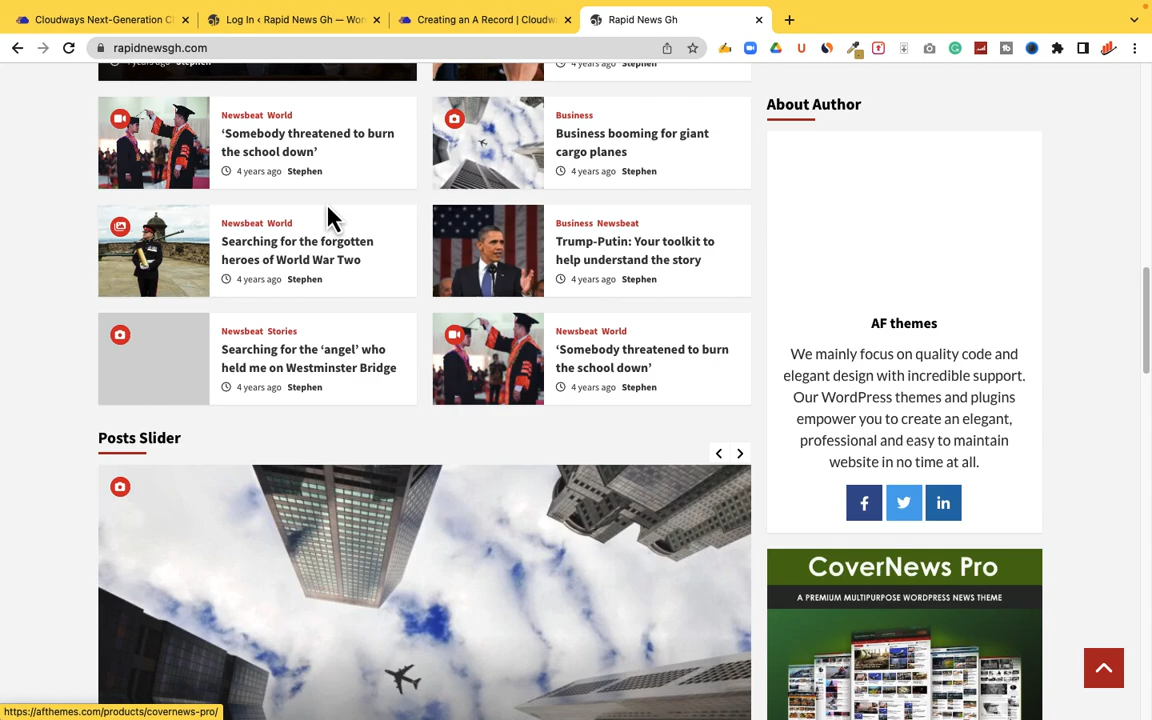 Cloudways Next-Generation C
Log In ‹ Rapid News Gh — Wor
Creating an A Record | Cloudw
Rapid News Gh
rapidnewsgh.com
4 years ago Stephen
4 years ago Stephen
Newsbeat World
‘Somebody threatened to burn
the school down’
4 years ago Stephen
Business
Business booming for giant
cargo planes
4 years ago Stephen
Newsbeat World
Searching for the forgotten
heroes of World War Two
4 years ago Stephen
Business Newsbeat
Trump-Putin: Your toolkit to
help understand the story
4 years ago Stephen
Newsbeat Stories
Searching for the ‘angel’ who
held me on Westminster Bridge
4 years ago Stephen
Newsbeat World
‘Somebody threatened to burn
the school down’
4 years ago Stephen
Posts Slider
About Author
AF themes
We mainly focus on quality code and
elegant design with incredible support.
Our WordPress themes and plugins
empower you to create an elegant,
professional and easy to maintain
website in no time at all.
CoverNews Pro
A PREMIUM MULTIPURPOSE WORDPRESS NEWS THEME
https://afthemes.com/products/covernews-pro/